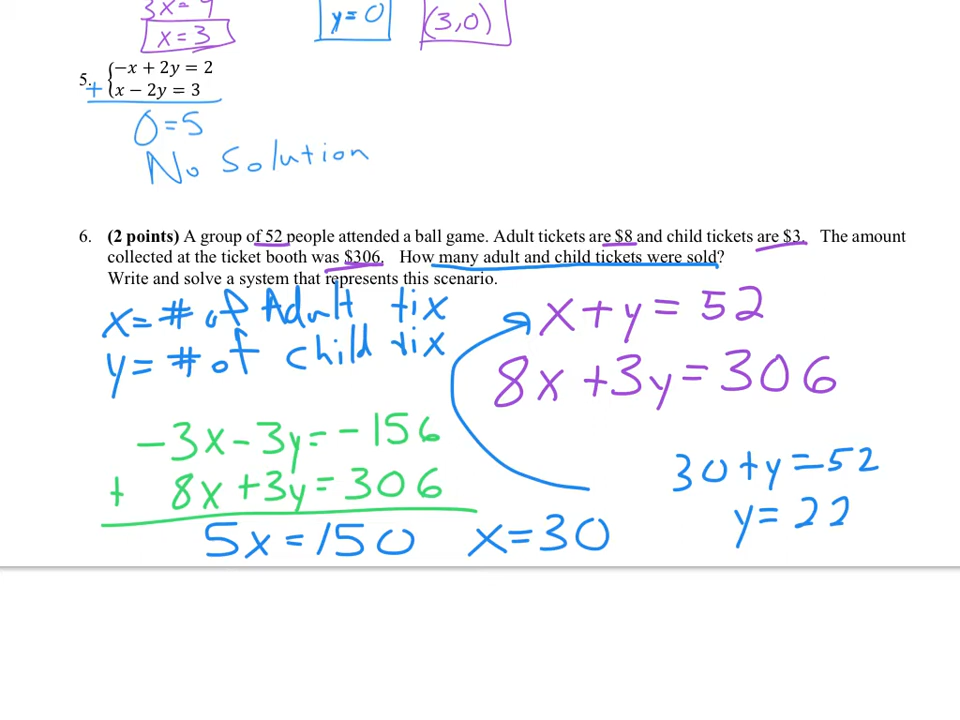 3x=9
x=3
y=0
(3,0)
5. {−x + 2y = 2
+ {x − 2y = 3
0=5
No Solution
6. (2 points) A group of 52 people attended a ball game. Adult tickets are $8 and child tickets are $3. The amount
collected at the ticket booth was $306. How many adult and child tickets were sold?
Write and solve a system that represents this scenario.
x= # of Adult tix
y= # of child tix
x+y=52
8x+3y=306
-3x-3y=-156
+ 8x+3y=306
5x=150
x=30
30+y=52
y=22